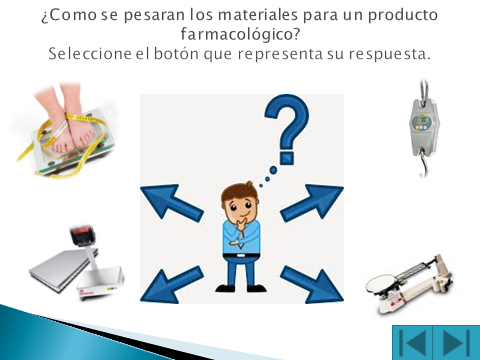 ¿Como se pesaran los materiales para un producto
farmacológico?
Seleccione el botón que representa su respuesta.